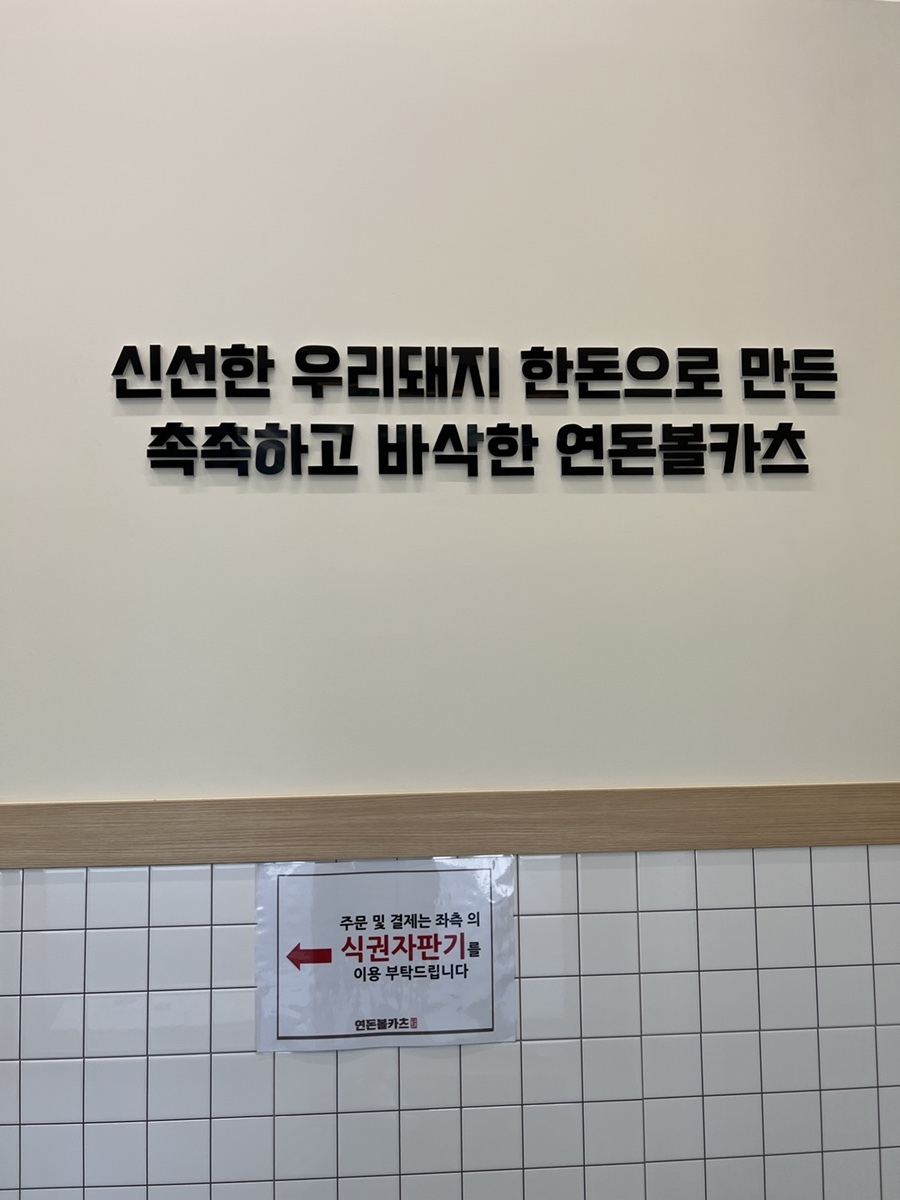 신선한 우리돼지 한돈으로 만든
촉촉하고 바삭한 연돈볼카츠
주문 및 결제는 좌측 의
식권자판기를
이용 부탁드립니다
연돈볼카츠